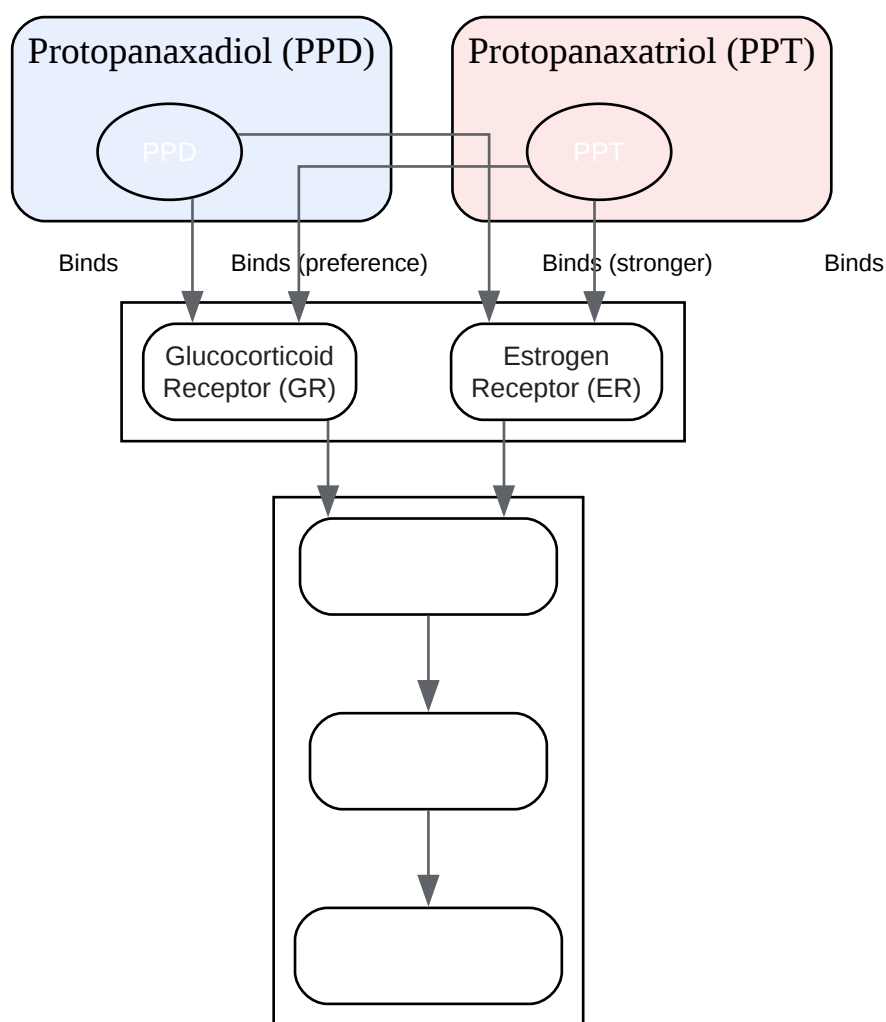 Protopanaxadiol (PPD)
Protopanaxatriol (PPT)
PPD
PPT
Binds
Binds (preference)
Binds (stronger)
Binds
Glucocorticoid
Receptor (GR)
Estrogen
Receptor (ER)